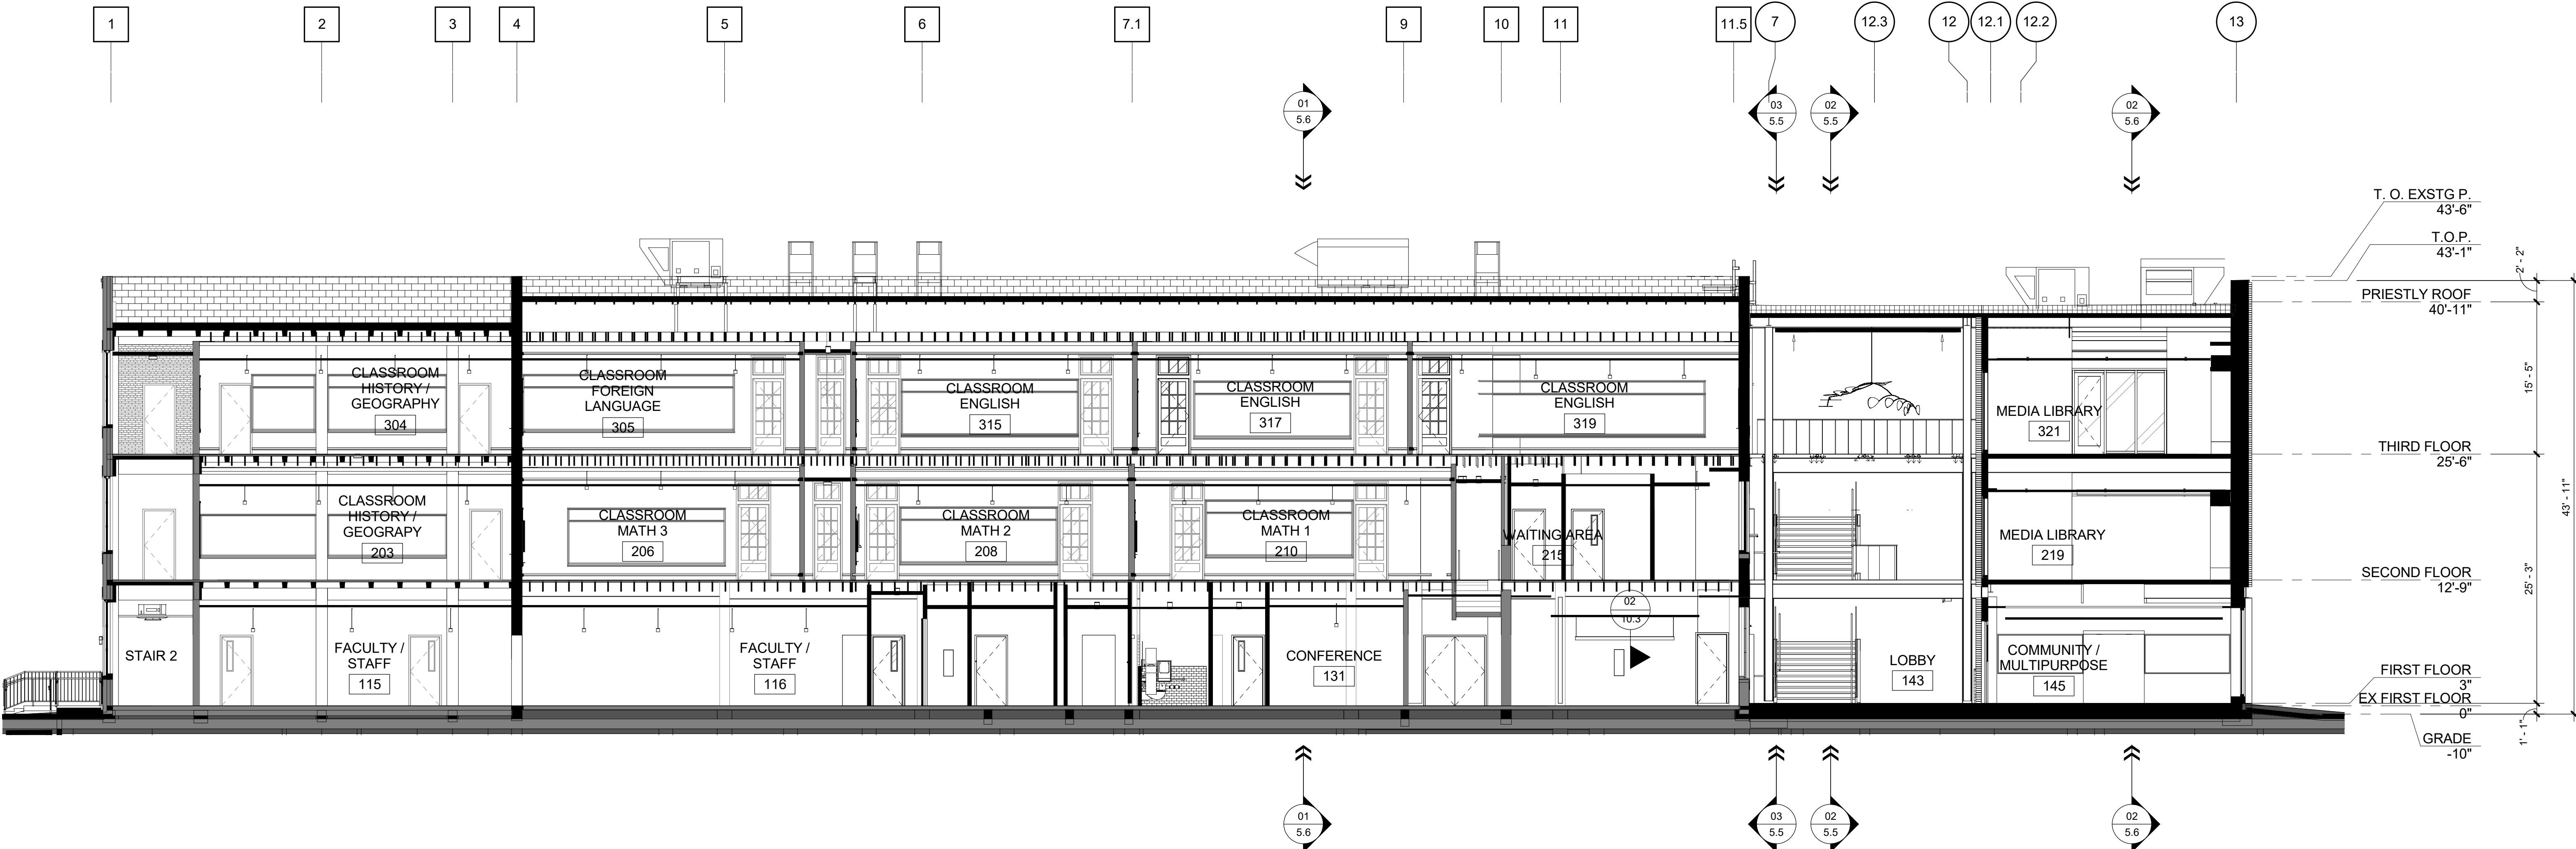 1
2
3
4
5
6
7.1
9
10
11
11.5
7
12.3
12
12.1
12.2
13
01
5.6
03
5.5
02
5.5
02
5.6
T. O. EXSTG P.
43'-6"
T.O.P.
43'-1"
PRIESTLY ROOF
40'-11"
THIRD FLOOR
25'-6"
SECOND FLOOR
12'-9"
FIRST FLOOR
3"
EX FIRST FLOOR
0"
GRADE
-10"
2' - 2"
15' - 5"
25' - 3"
1' - 1"
43' - 11"
CLASSROOM
HISTORY /
GEOGRAPHY
304
CLASSROOM
FOREIGN
LANGUAGE
305
CLASSROOM
ENGLISH
315
CLASSROOM
ENGLISH
317
CLASSROOM
ENGLISH
319
MEDIA LIBRARY
321
CLASSROOM
HISTORY /
GEOGRAPY
203
CLASSROOM
MATH 3
206
CLASSROOM
MATH 2
208
CLASSROOM
MATH 1
210
WAITING AREA
215
MEDIA LIBRARY
219
STAIR 2
FACULTY /
STAFF
115
FACULTY /
STAFF
116
CONFERENCE
131
02
10.3
LOBBY
143
COMMUNITY /
MULTIPURPOSE
145
01
5.6
03
5.5
02
5.5
02
5.6